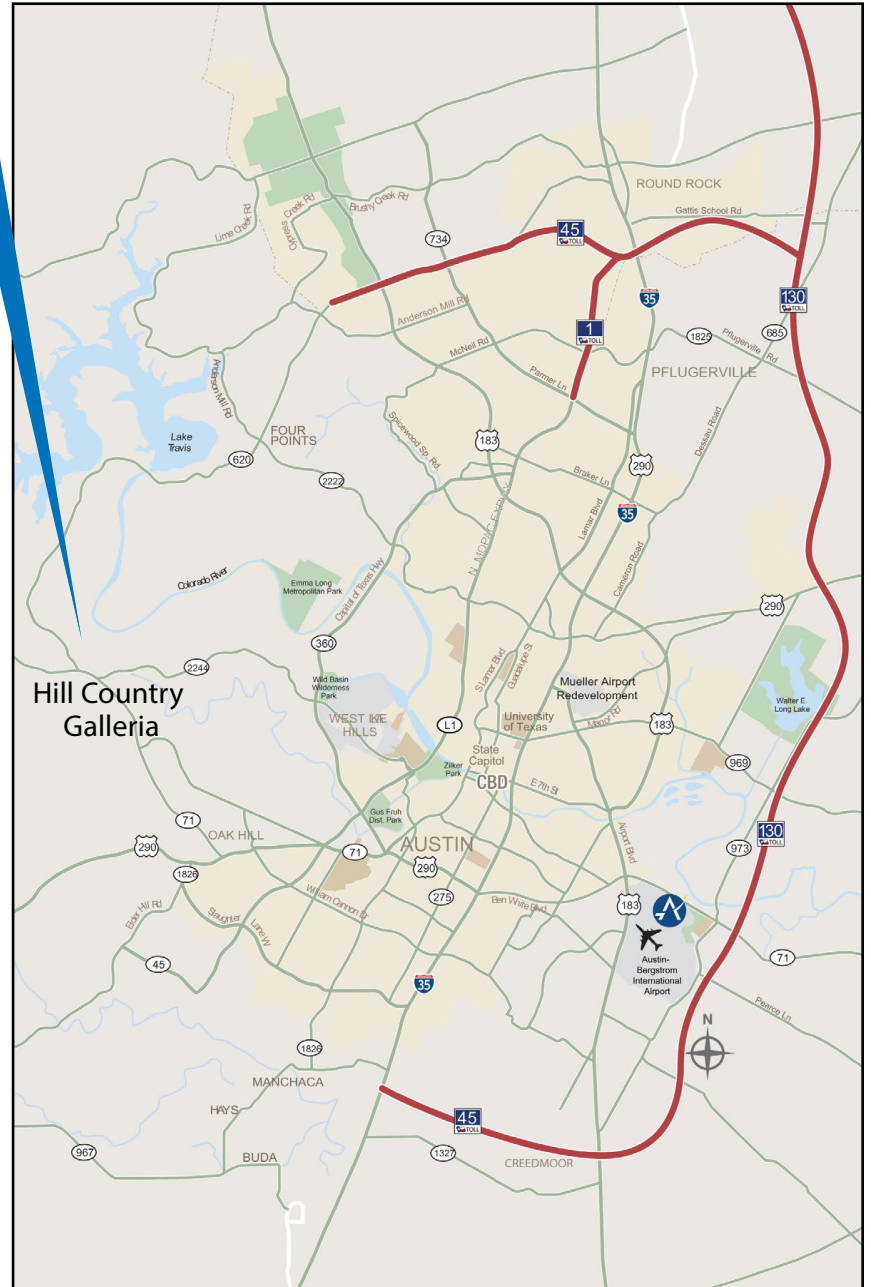 ROUND ROCK
Gattis School Rd
Brushy Creek Rd
Cypress
Creek Rd
Lime Creek Rd
734
45
TOLL
130
TOLL
35
Anderson Mill Rd
1
TOLL
685
1825
Pflugerville Rd
McNeil Rd
PFLUGERVILLE
Parmer Ln
Anderson Mill Rd
Lake
Travis
FOUR
POINTS
Spicewood Sp. Rd.
183
Dessau Road
620
290
2222
Braker Ln
Lamar Blvd
35
N. MOPAC EXPWY
Cameron Road
Colorado River
Emma Long
Metropolitan Park
Capital of Texas Hwy
290
360
2244
Hill Country
Galleria
Wild Basin
Wilderness
Park
S Lamar Blvd
Guadalupe St
Mueller Airport
Redevelopment
Walter E.
Long Lake
WEST LAKE
HILLS
L1
University
of Texas
Manor Rd
183
State
Capitol
Zilker
Park
CBD
E 7th St
969
Gus Fruh
Dist. Park
71
OAK HILL
290
71
AUSTIN
290
Airport Blvd
130
TOLL
973
1826
William Cannon Dr
275
Ben White Blvd
183
Elder Hill Rd
Slaughter
Lane W
45
35
Austin-
Bergstrom
International
Airport
71
Pearce Ln
N
1826
MANCHACA
HAYS
45
TOLL
967
BUDA
1327
CREEDMOOR